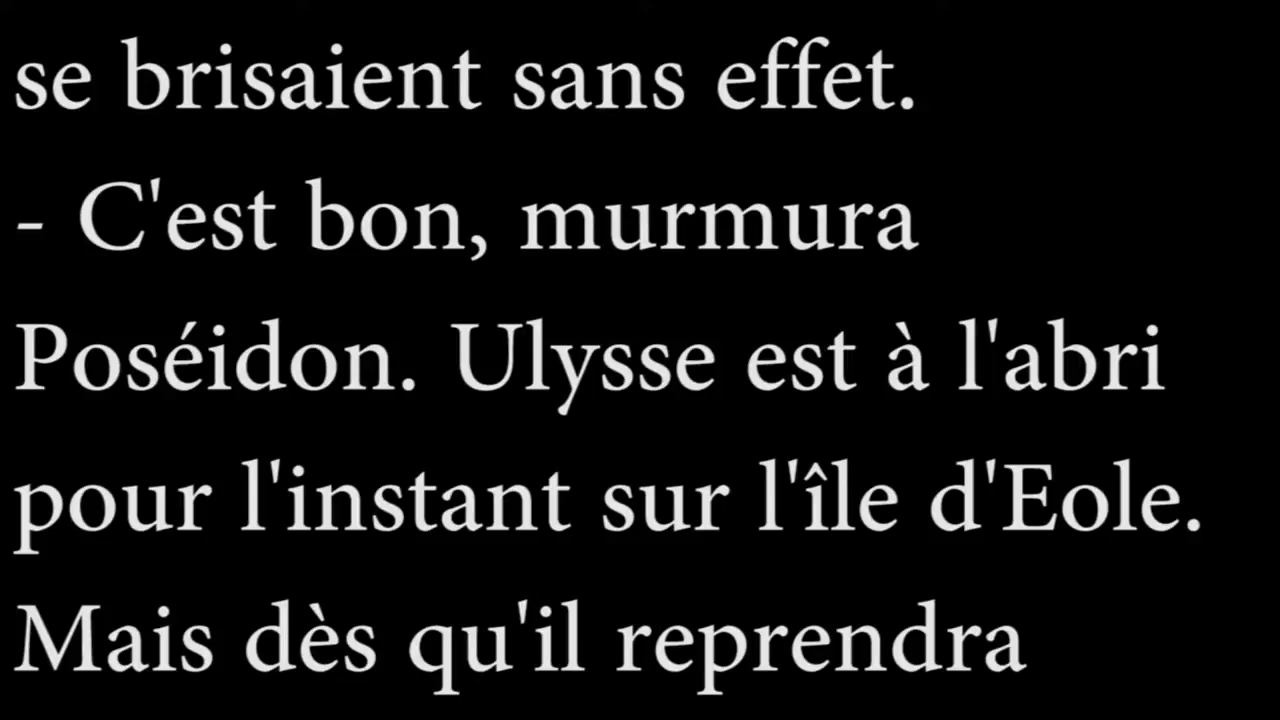 se brisaient sans effet.
- C'est bon, murmura
Poséidon. Ulysse est à l'abri
pour l'instant sur l'île d'Eole.
Mais dès qu'il reprendra